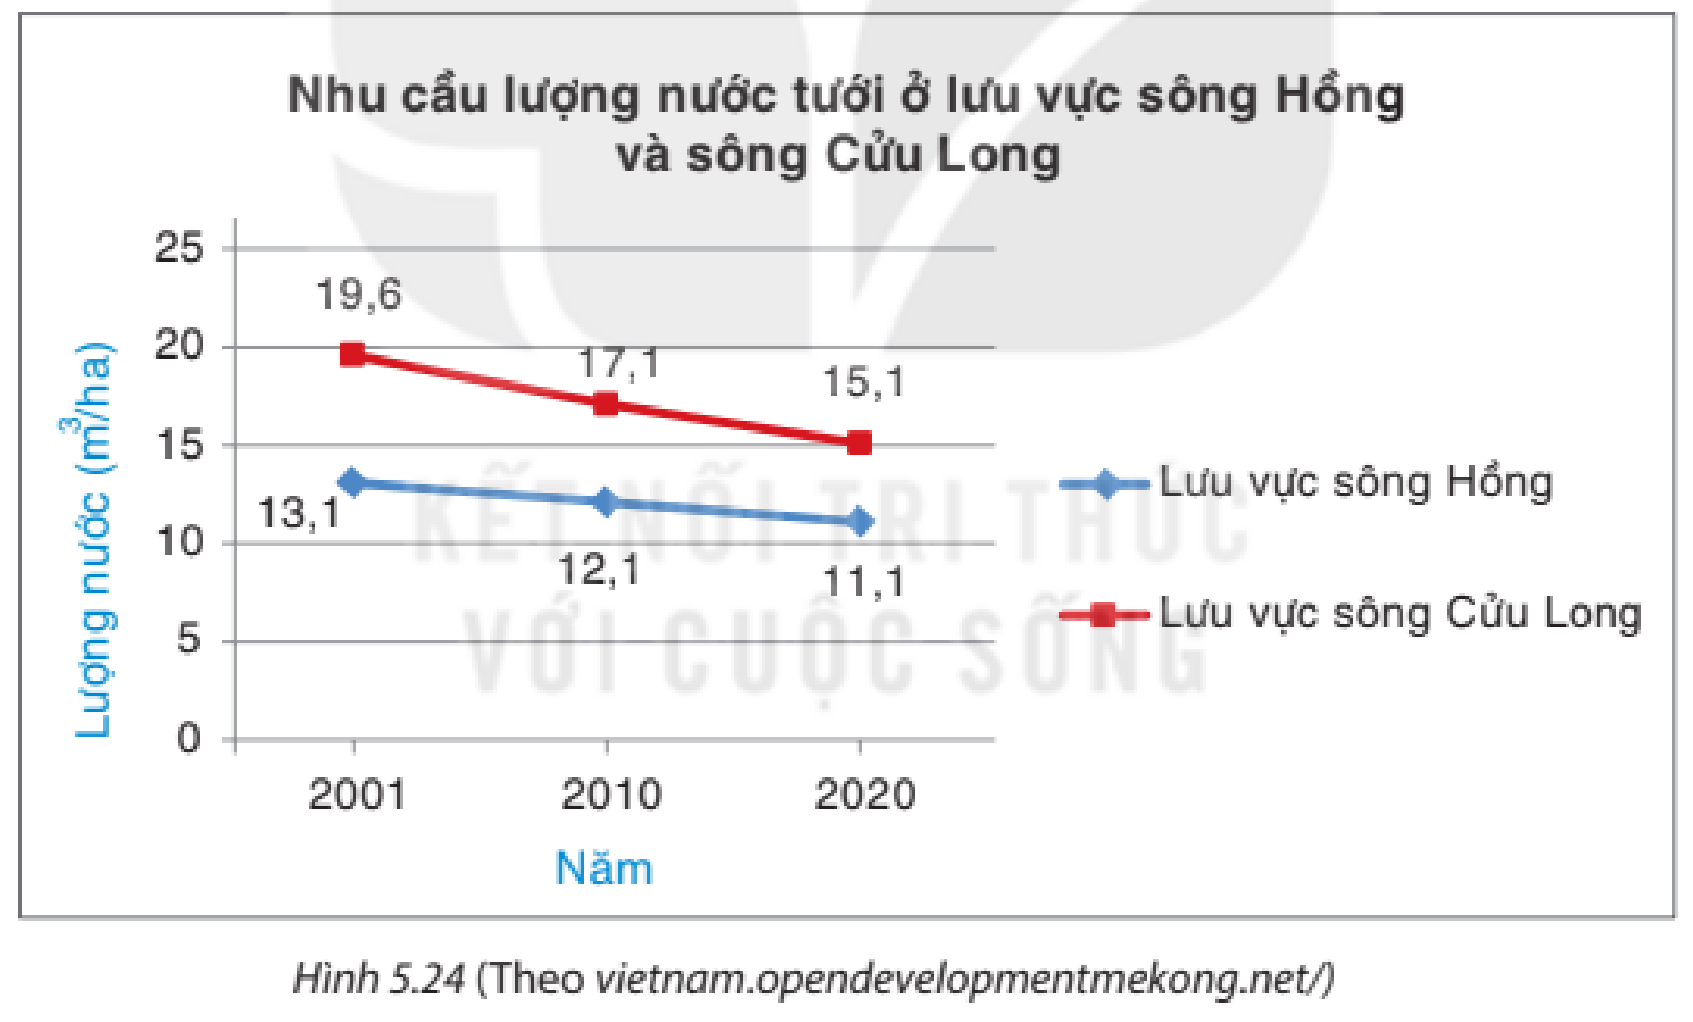 Nhu cầu lượng nước tưới ở lưu vực sông Hồng
và sông Cửu Long
Lượng nước (m³/ha)
25
20
15
10
5
0
19,6
17,1
15,1
13,1
12,1
11,1
2001 2010 2020
Năm
Lưu vực sông Hồng
Lưu vực sông Cửu Long
KẾT NỐI TRI THỨC
VỚI CUỘC SỐNG
Hình 5.24 (Theo vietnam.opendevelopmentmekong.net/)